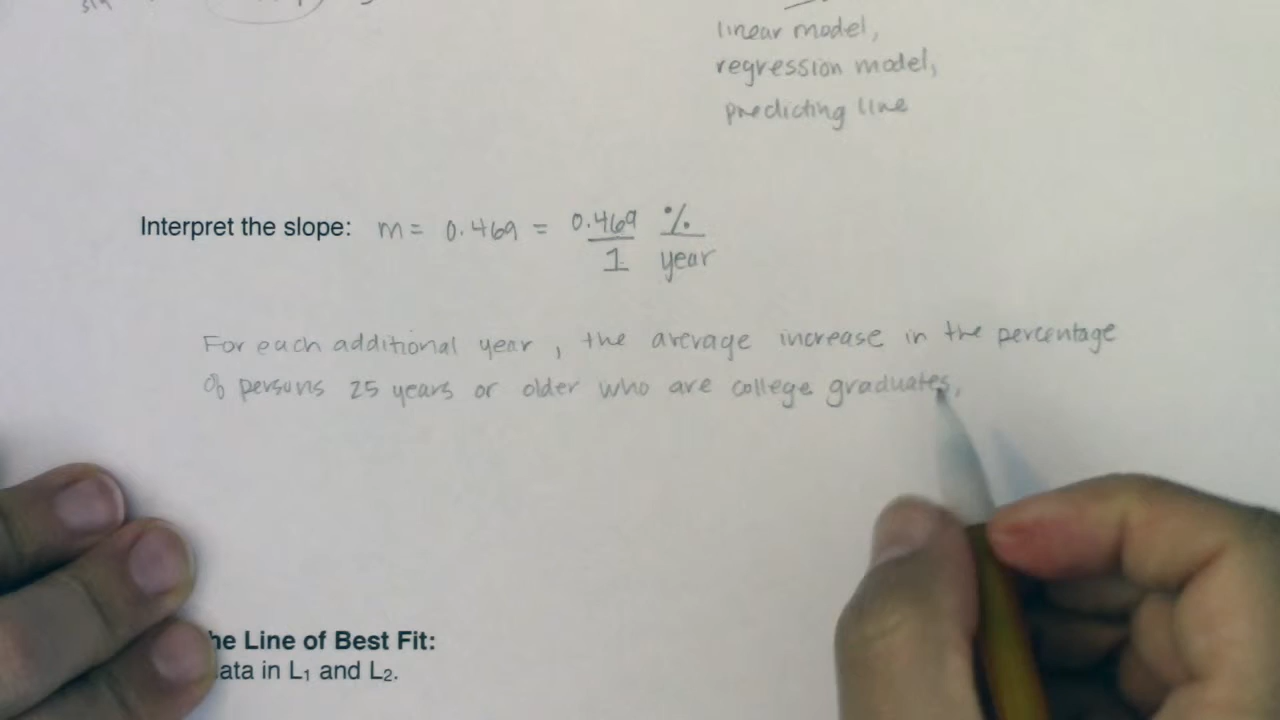 linear model,
regression model,
predicting line
Interpret the slope: m = 0.469 = 0.469 / 1 % / year
For each additional year, the average increase in the percentage
of persons 25 years or older who are college graduates,
he Line of Best Fit:
ata in L₁ and L₂.